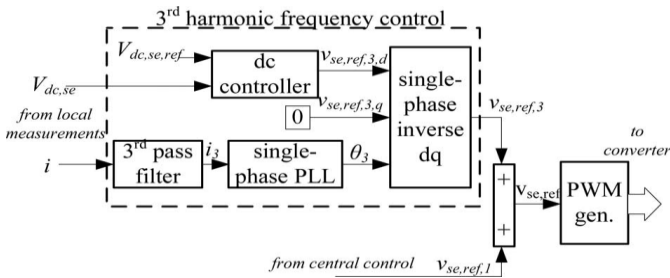 3rd harmonic frequency control
Vdc,se,ref
dc
controller
vse,ref,3,d
Vdc,se
from local
measurements
0
vse,ref,3,q
single-
phase
inverse
dq
vse,ref,3
i
3rd pass
filter
i3
single-
phase PLL
θ3
to
converter
+
+
vse,ref
PWM
gen.
from central control
vse,ref,1